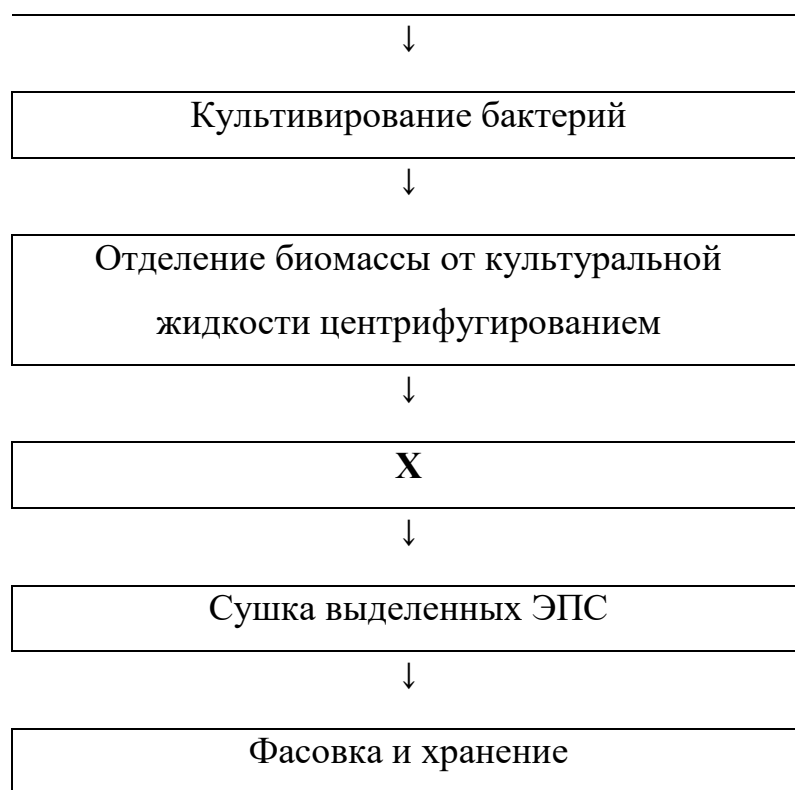 ↓
Культивирование бактерий
↓
Отделение биомассы от культуральной
жидкости центрифугированием
↓
Х
↓
Сушка выделенных ЭПС
↓
Фасовка и хранение